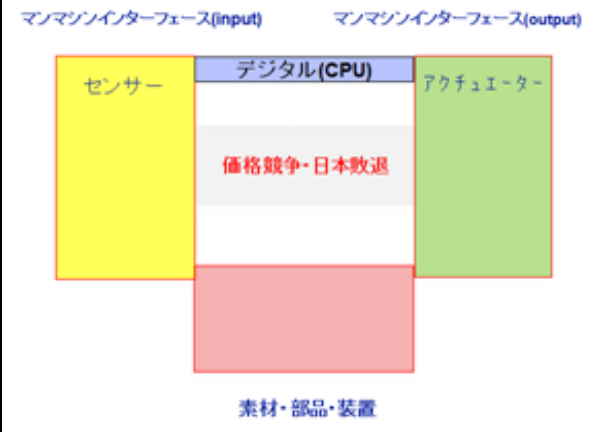 マンマシンインターフェース(input)
マンマシンインターフェース(output)
センサー
デジタル(CPU)
アクチュエーター
価格競争・日本敗退
素材・部品・装置